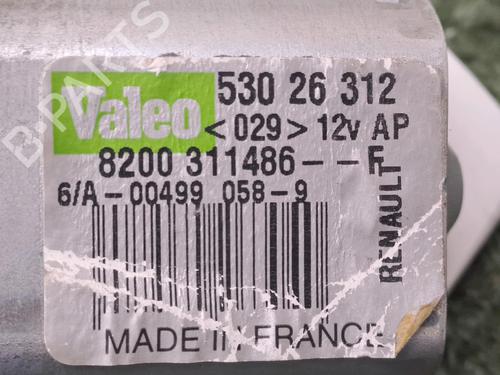 Valeo 530 26 312
<029> 12v AP
8200 311486--F
6/A-00499 058-9
RENAULT
MADE IN FRANCE
B-PARTS